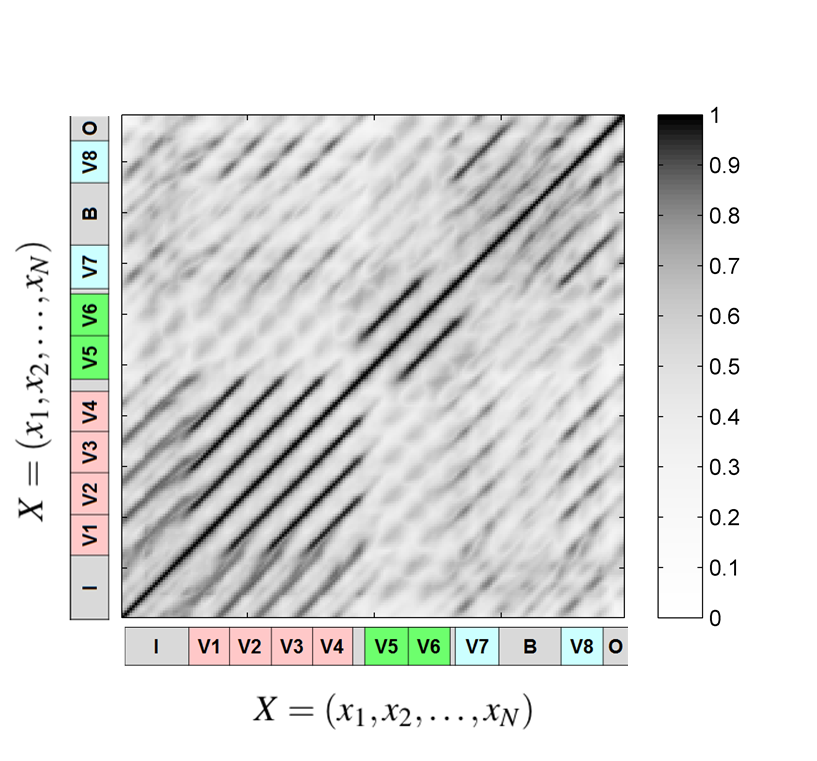 X = (x₁,x₂,...,x_N)
O
V8
B
V7
V6
V5
V4
V3
V2
V1
I
1
0.9
0.8
0.7
0.6
0.5
0.4
0.3
0.2
0.1
0
I V1 V2 V3 V4 V5 V6 V7 B V8 O
X = (x₁,x₂,...,x_N)